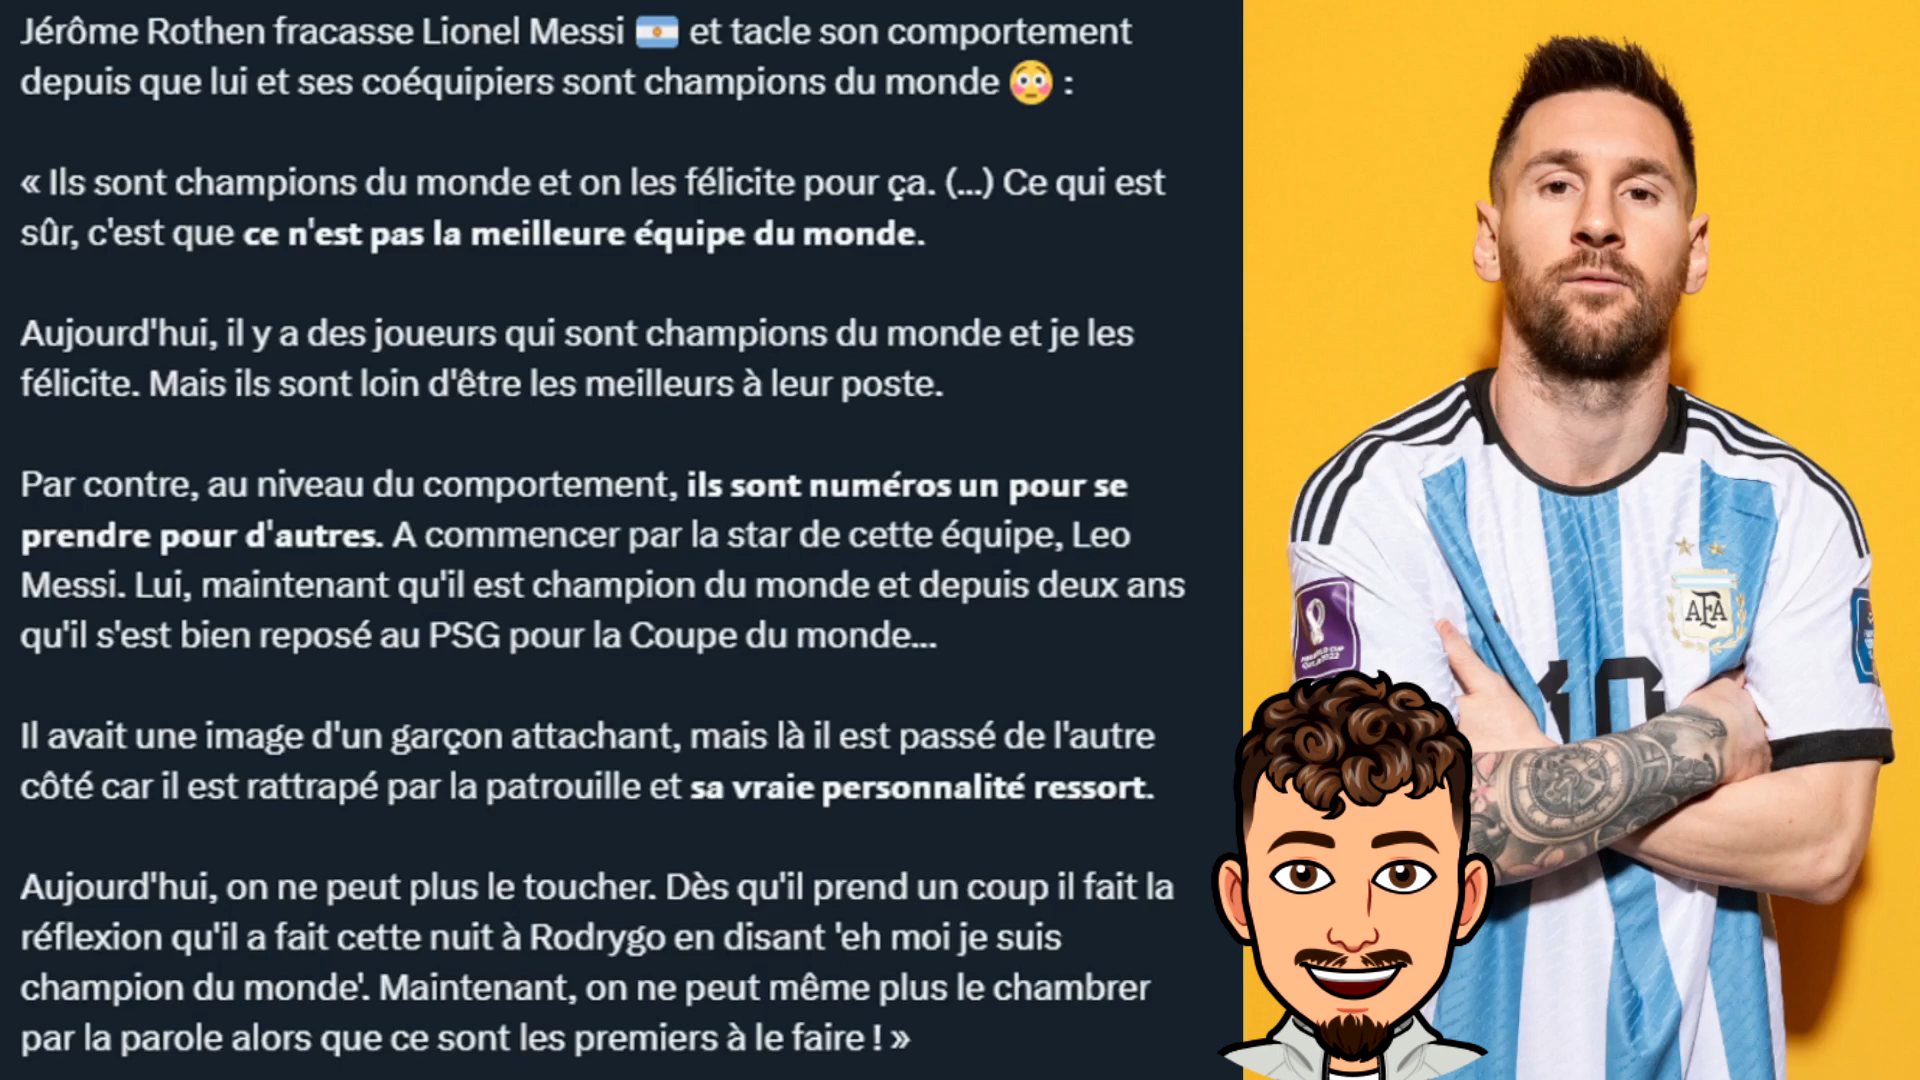 Jérôme Rothen fracasse Lionel Messi 🇦🇷 et tacle son comportement
depuis que lui et ses coéquipiers sont champions du monde 😳 :
« Ils sont champions du monde et on les félicite pour ça. (...) Ce qui est
sûr, c'est que ce n'est pas la meilleure équipe du monde.
Aujourd'hui, il y a des joueurs qui sont champions du monde et je les
félicite. Mais ils sont loin d'être les meilleurs à leur poste.
Par contre, au niveau du comportement, ils sont numéros un pour se
prendre pour d'autres. A commencer par la star de cette équipe, Leo
Messi. Lui, maintenant qu'il est champion du monde et depuis deux ans
qu'il s'est bien reposé au PSG pour la Coupe du monde...
Il avait une image d'un garçon attachant, mais là il est passé de l'autre
côté car il est rattrapé par la patrouille et sa vraie personnalité ressort.
Aujourd'hui, on ne peut plus le toucher. Dès qu'il prend un coup il fait la
réflexion qu'il a fait cette nuit à Rodrygo en disant 'eh moi je suis
champion du monde'. Maintenant, on ne peut même plus le chambrer
par la parole alors que ce sont les premiers à le faire ! »
AFA
10